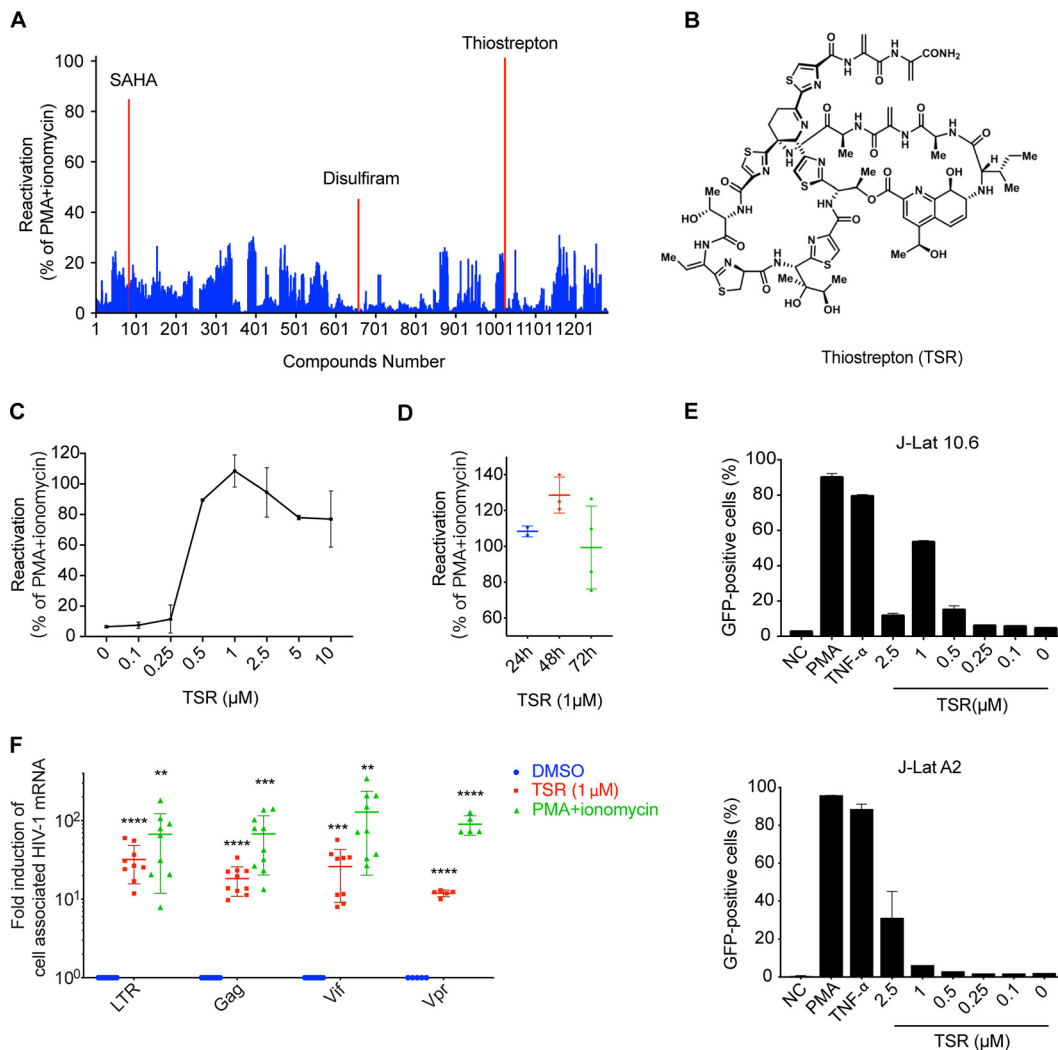 A
Reactivation
(% of PMA+ionomycin)
100
80
60
40
20
0
SAHA
Disulfiram
Thiostrepton
1 101 201 301 401 501 601 701 801 901 1001 1101 1201
Compounds Number
B
Thiostrepton (TSR)
C
Reactivation
(% of PMA+ionomycin)
120
100
80
60
40
20
0
0 0.1 0.25 0.5 1 2.5 5 10
TSR (µM)
D
Reactivation
(% of PMA+ionomycin)
140
120
100
80
60
24h 48h 72h
TSR (1µM)
E
J-Lat 10.6
GFP-positive cells (%)
100
80
60
40
20
0
NC PMA TNF-α 2.5 1 0.5 0.25 0.1 0
TSR(µM)
J-Lat A2
GFP-positive cells (%)
100
80
60
40
20
0
NC PMA TNF-α 2.5 1 0.5 0.25 0.1 0
TSR (µM)
F
Fold induction of
cell associated HIV-1 mRNA
10²
10¹
10⁰
**** ** **** *** *** ** **** ****
LTR Gag Vif Vpr
DMSO
TSR (1 µM)
PMA+ionomycin